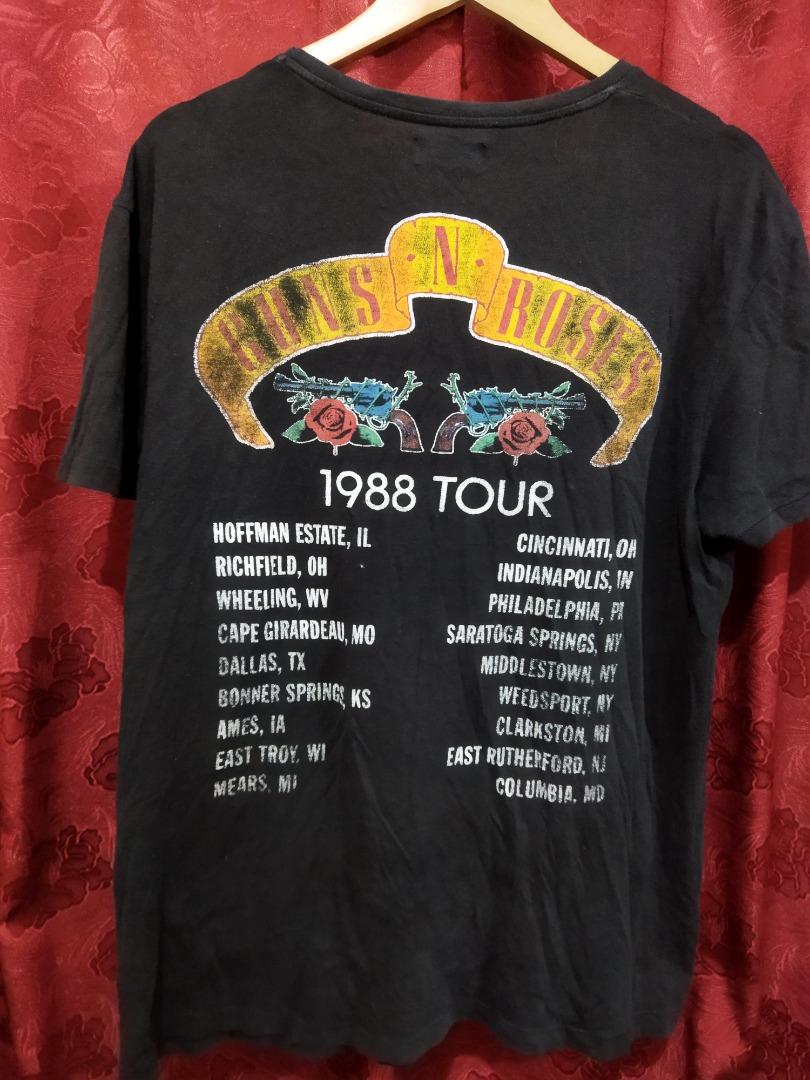 GUNS N' ROSES
1988 TOUR
HOFFMAN ESTATE, IL
RICHFIELD, OH
WHEELING, WV
CAPE GIRARDEAU, MO
DALLAS, TX
BONNER SPRINGS, KS
AMES, IA
EAST TROY, WI
MEARS, MI
CINCINNATI, OH
INDIANAPOLIS, IN
PHILADELPHIA, PA
SARATOGA SPRINGS, NY
MIDDLESTOWN, NY
WEEDSPORT, NY
CLARKSTON, MI
EAST RUTHERFORD, NJ
COLUMBIA, MD